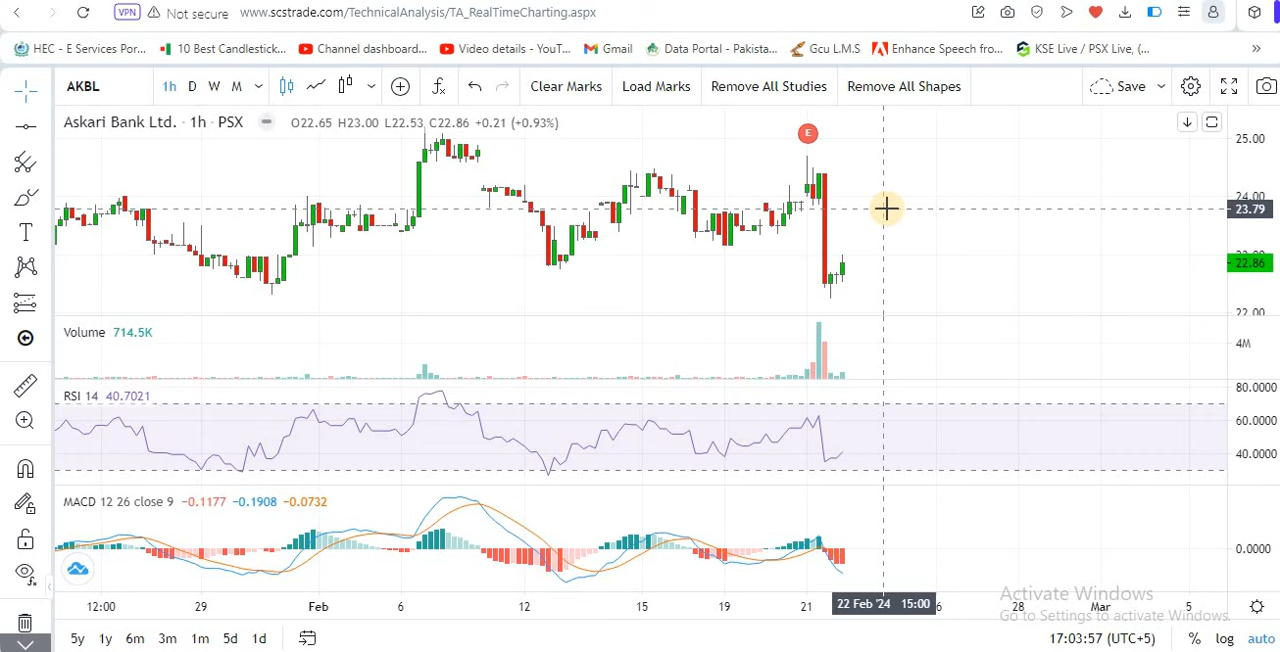 VPN Not secure www.scstrade.com/TechnicalAnalysis/TA_RealTimeCharting.aspx
HEC - E Services Por... 10 Best Candlestick... Channel dashboard... Video details - YouT... Gmail Data Portal - Pakista... Gcu L.M.S Enhance Speech fro... KSE Live / PSX Live, (... »
AKBL 1h D W M Clear Marks Load Marks Remove All Studies Remove All Shapes Save
Askari Bank Ltd. · 1h · PSX O22.65 H23.00 L22.53 C22.86 +0.21 (+0.93%)
E
25.00
24.00
23.79
22.86
22.00
Volume 714.5K
4M
RSI 14 40.7021
80.0000
60.0000
40.0000
MACD 12 26 close 9 −0.1177 −0.1908 −0.0732
0.0000
Activate Windows
Go to Settings to activate Windows.
12:00 29 Feb 6 12 15 19 21 22 Feb '24 15:00 6 28 Mar 5
5y 1y 6m 3m 1m 5d 1d 17:03:57 (UTC+5) % log auto